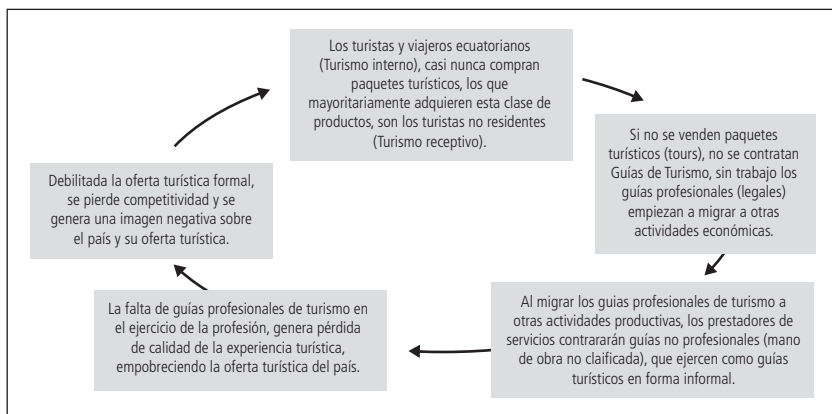 Los turistas y viajeros ecuatorianos
(Turismo interno), casi nunca compran
paquetes turísticos, los que
mayoritariamente adquieren esta clase de
productos, son los turistas no residentes
(Turismo receptivo).
Si no se venden paquetes
turísticos (tours), no se contratan
Guías de Turismo, sin trabajo los
guías profesionales (legales)
empiezan a migrar a otras
actividades económicas.
Al migrar los guias profesionales de turismo a
otras actividades productivas, los prestadores de
servicios contrararán guías no profesionales (mano
de obra no claificada), que ejercen como guías
turísticos en forma informal.
La falta de guías profesionales de turismo en
el ejercicio de la profesión, genera pérdida
de calidad de la experiencia turística,
empobreciendo la oferta turística del país.
Debilitada la oferta turística formal,
se pierde competitividad y se
genera una imagen negativa sobre
el país y su oferta turística.